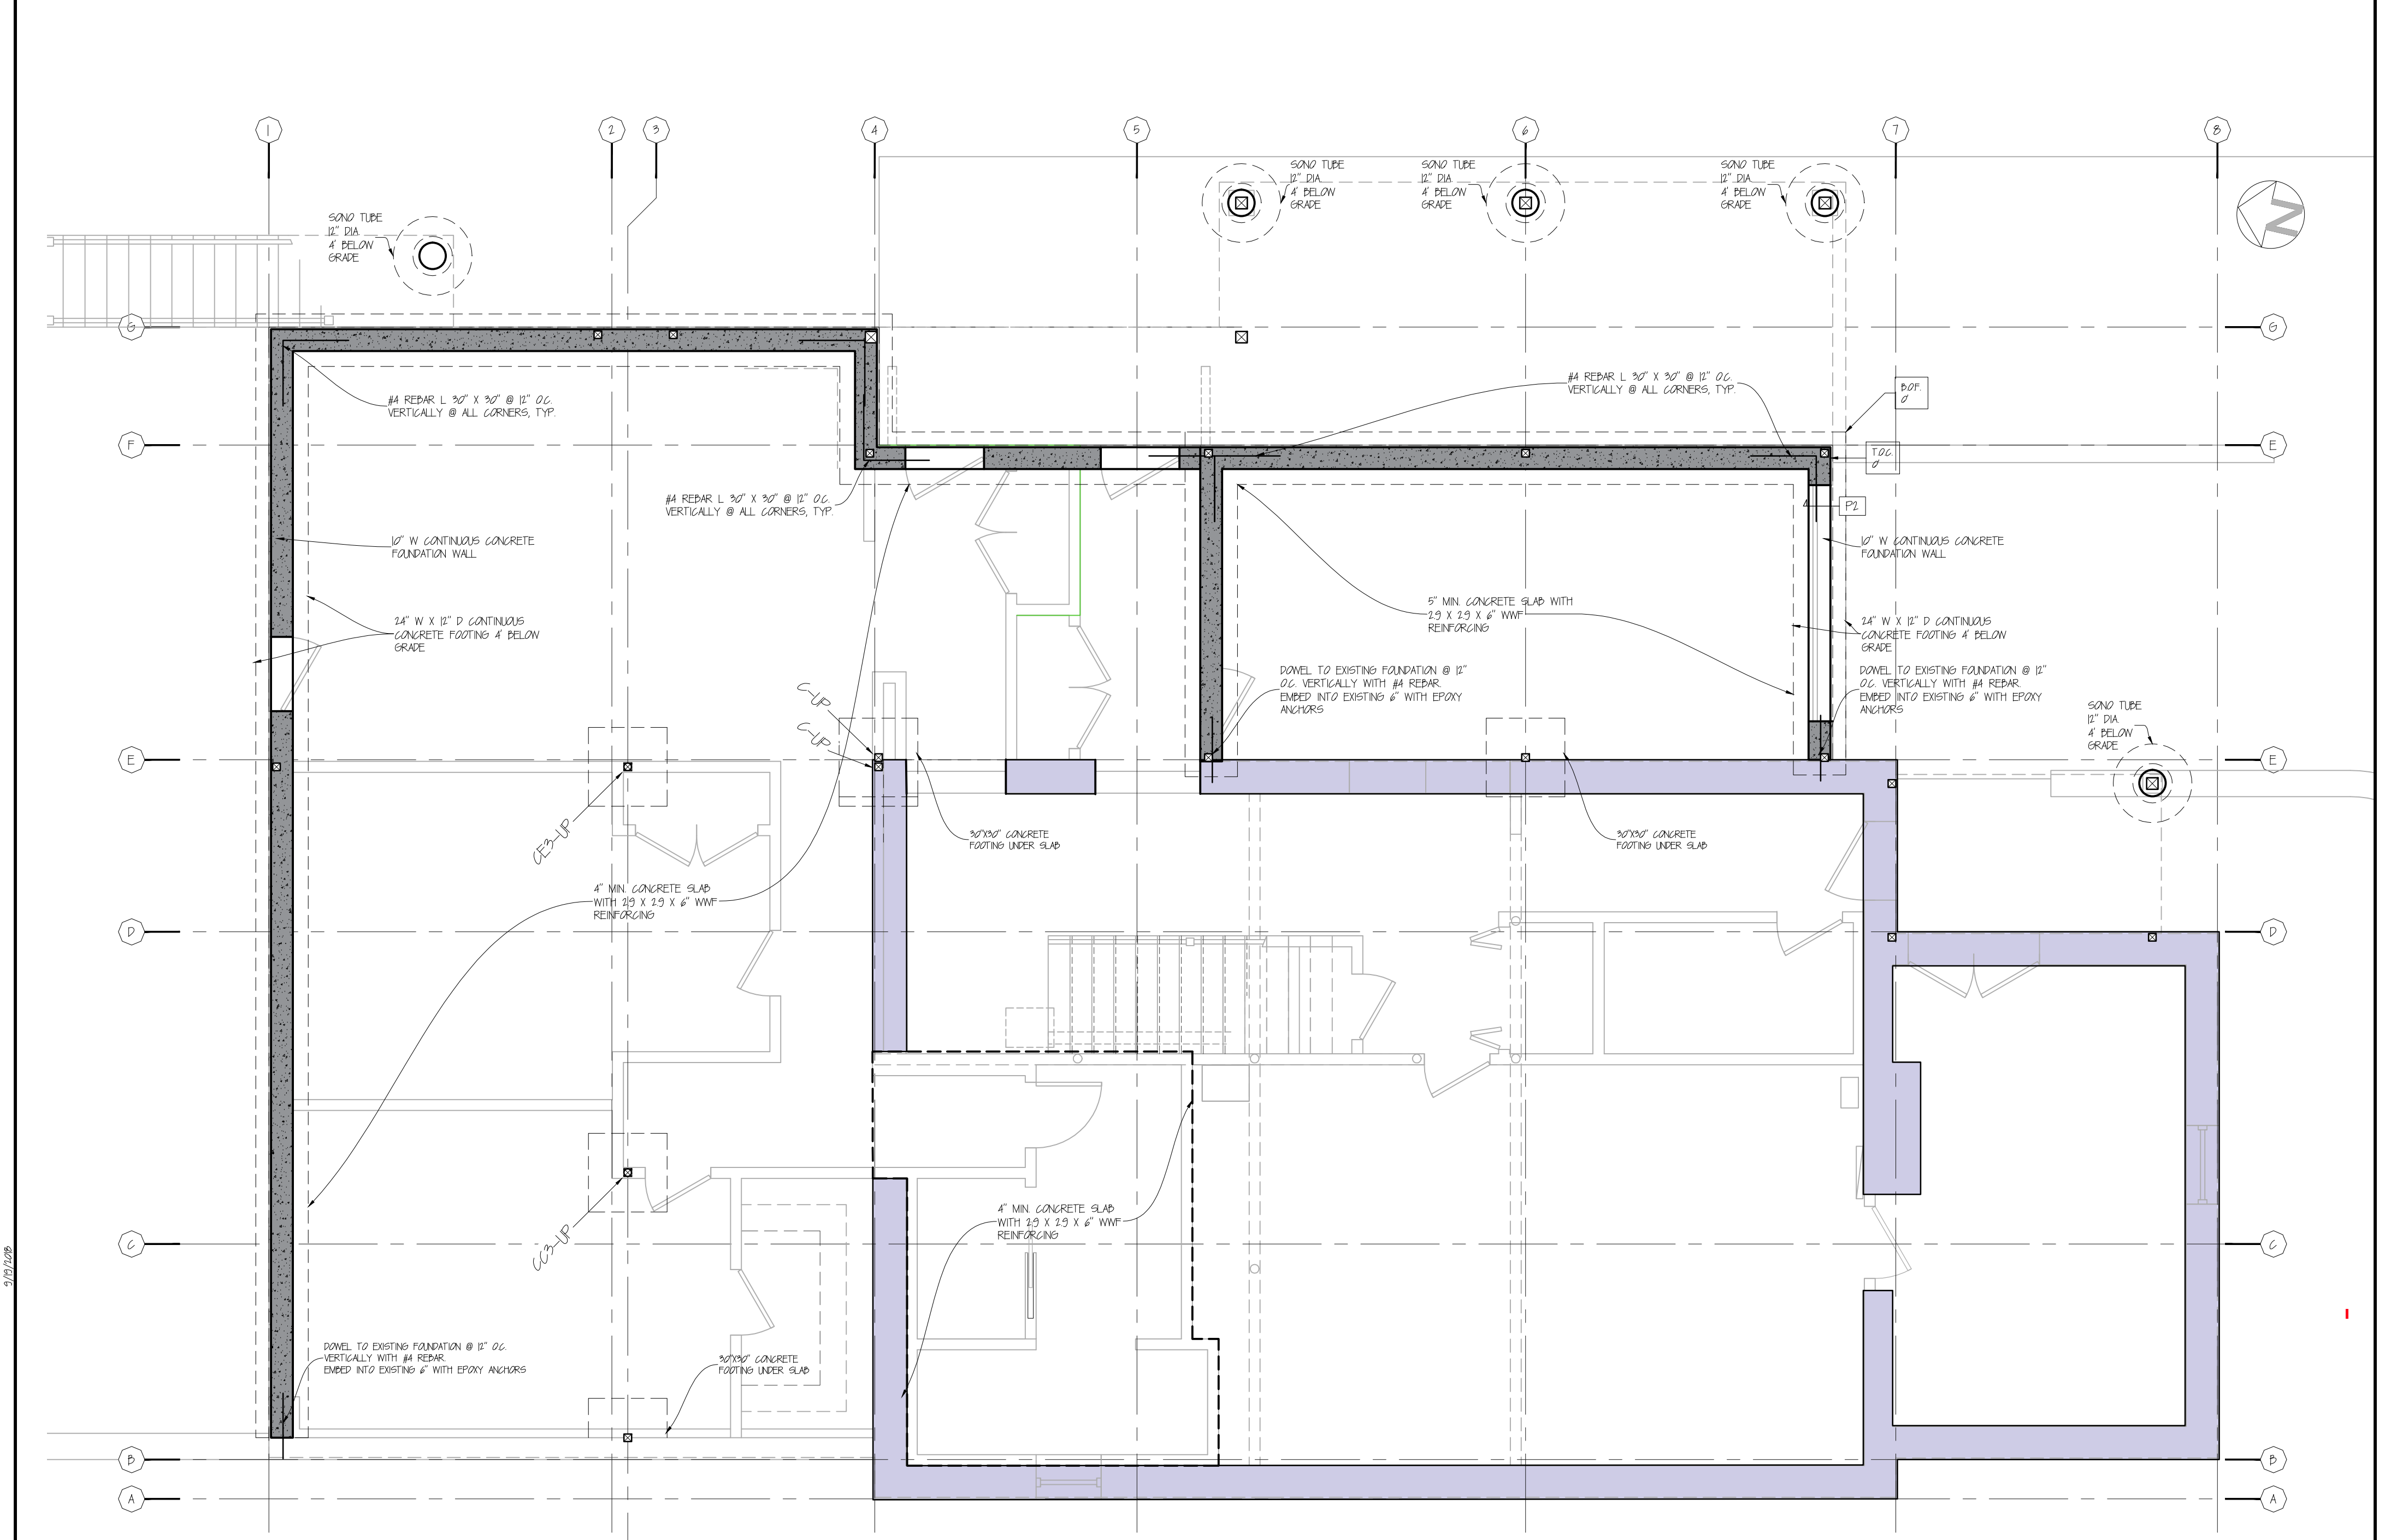 1
2
3
4
5
6
7
8
SONO TUBE
12" DIA.
4' BELOW
GRADE
SONO TUBE
12" DIA.
4' BELOW
GRADE
SONO TUBE
12" DIA.
4' BELOW
GRADE
SONO TUBE
12" DIA.
4' BELOW
GRADE
N
G
G
#4 REBAR L 30" X 30" @ 12" O.C.
VERTICALLY @ ALL CORNERS, TYP.
#4 REBAR L 30" X 30" @ 12" O.C.
VERTICALLY @ ALL CORNERS, TYP.
B.O.F.
0'
F
E
T.O.C.
0'
#4 REBAR L 30" X 30" @ 12" O.C.
VERTICALLY @ ALL CORNERS, TYP.
P2
10" W CONTINUOUS CONCRETE
FOUNDATION WALL
10" W CONTINUOUS CONCRETE
FOUNDATION WALL
24" W X 12" D CONTINUOUS
CONCRETE FOOTING 4' BELOW
GRADE
5" MIN. CONCRETE SLAB WITH
2.9 X 2.9 X 6" WWF
REINFORCING
24" W X 12" D CONTINUOUS
CONCRETE FOOTING 4' BELOW
GRADE
DOWEL TO EXISTING FOUNDATION @ 12"
O.C. VERTICALLY WITH #4 REBAR.
EMBED INTO EXISTING 6" WITH EPOXY
ANCHORS
DOWEL TO EXISTING FOUNDATION @ 12"
O.C. VERTICALLY WITH #4 REBAR.
EMBED INTO EXISTING 6" WITH EPOXY
ANCHORS
C-UP
C-UP
SONO TUBE
12" DIA.
4' BELOW
GRADE
E
E
CE3-UP
30"X30" CONCRETE
FOOTING UNDER SLAB
30"X30" CONCRETE
FOOTING UNDER SLAB
4" MIN. CONCRETE SLAB
WITH 2.9 X 2.9 X 6" WWF
REINFORCING
D
D
4" MIN. CONCRETE SLAB
WITH 2.9 X 2.9 X 6" WWF
REINFORCING
CC3-UP
C
C
9/19/2018
DOWEL TO EXISTING FOUNDATION @ 12" O.C.
VERTICALLY WITH #4 REBAR.
EMBED INTO EXISTING 6" WITH EPOXY ANCHORS
30"X30" CONCRETE
FOOTING UNDER SLAB
B
B
A
A